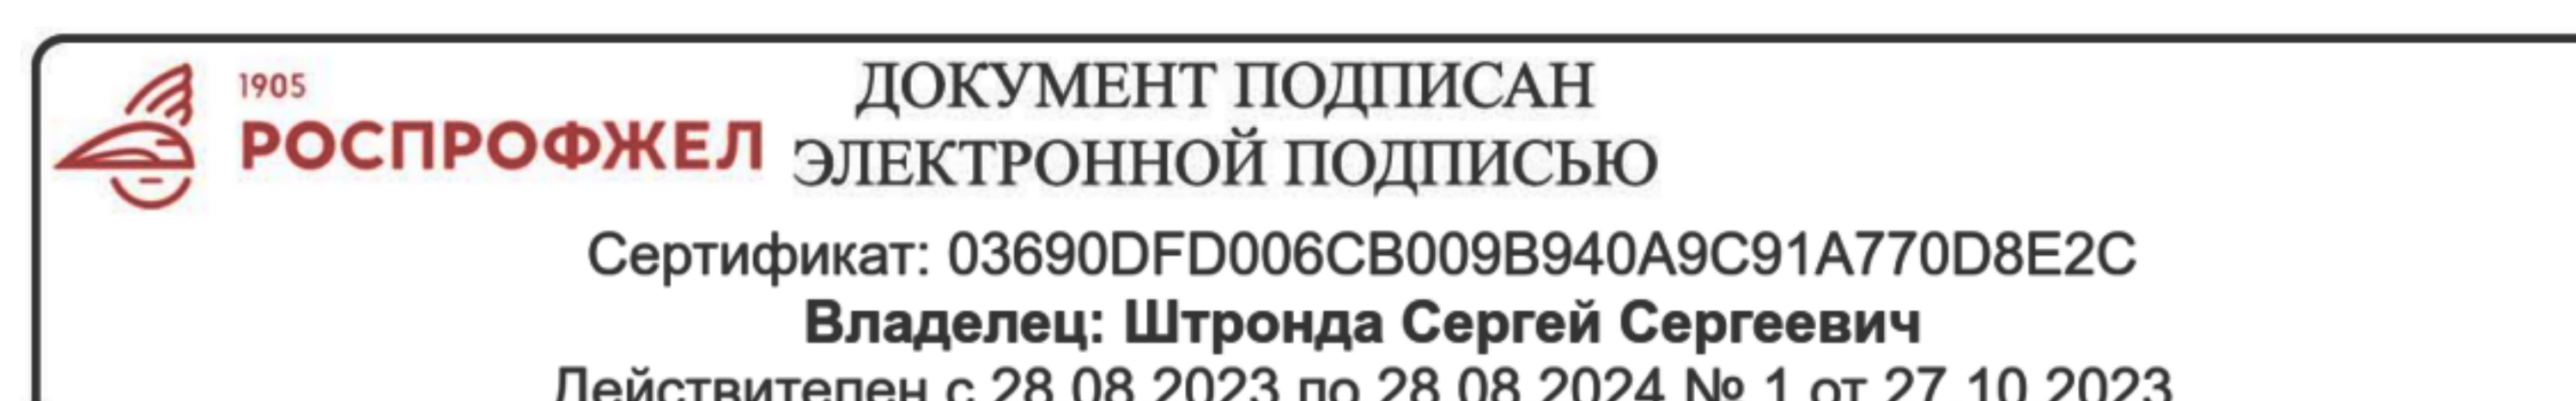 1905
РОСПРОФЖЕЛ
ДОКУМЕНТ ПОДПИСАН
ЭЛЕКТРОННОЙ ПОДПИСЬЮ
Сертификат: 03690DFD006CB009B940A9C91A770D8E2C
Владелец: Штронда Сергей Сергеевич
Действителен с 28.08.2023 по 28.08.2024 № 1 от 27.10.2023